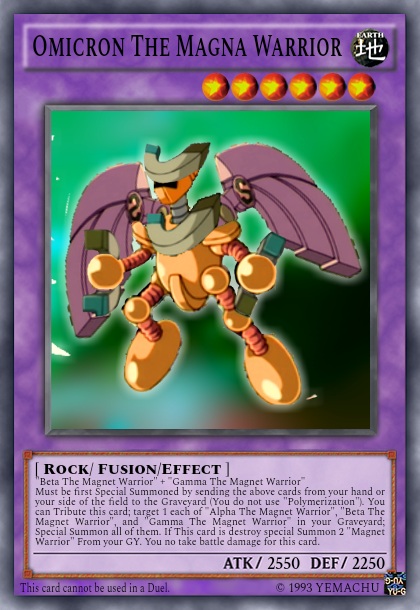 Omicron The Magna Warrior
EARTH
地
[ Rock/ Fusion/Effect ]
"Beta The Magnet Warrior" + "Gamma The Magnet Warrior"
Must be first Special Summoned by sending the above cards from your hand or
your side of the field to the Graveyard (You do not use "Polymerization"). You
can Tribute this card; target 1 each of "Alpha The Magnet Warrior", "Beta
The Magnet Warrior", and "Gamma The Magnet Warrior" in your Graveyard;
Special Summon all of them. If This card is destroy special Summon 2 "Magnet
Warrior" From your GY. You no take battle damage for this card.
ATK/ 2550 DEF/ 2250
This card cannot be used in a Duel. © 1993 YEMACHU
YU-G
YU-G